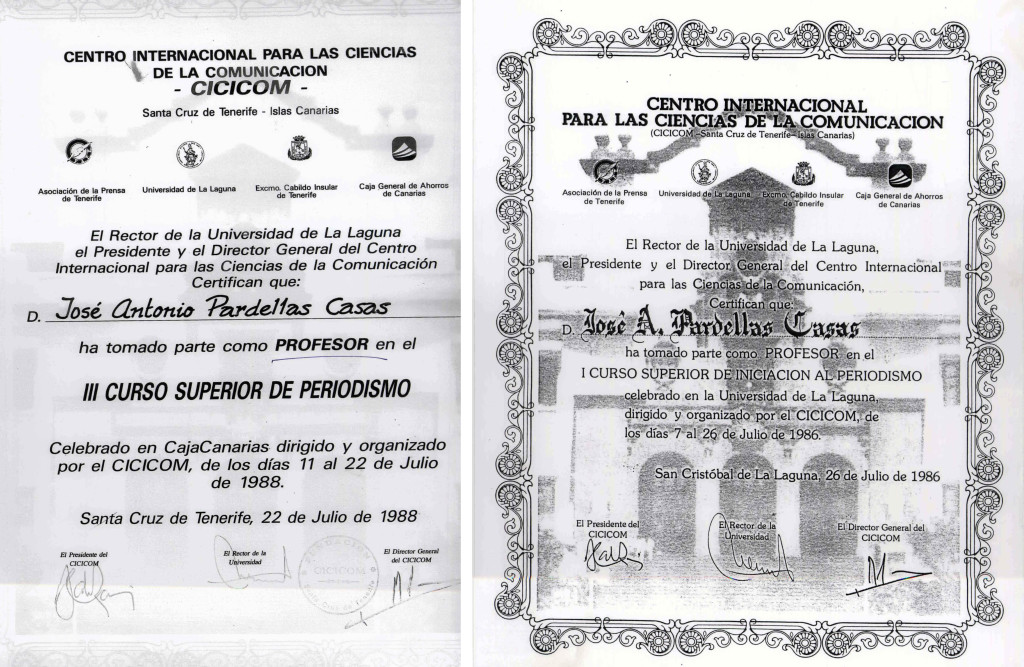 CENTRO INTERNACIONAL PARA LAS CIENCIAS
DE LA COMUNICACION
- CICICOM -
Santa Cruz de Tenerife - Islas Canarias
Asociación de la Prensa
de Tenerife
Universidad de La Laguna
Excmo. Cabildo Insular
de Tenerife
Caja General de Ahorros
de Canarias
El Rector de la Universidad de La Laguna
el Presidente y el Director General del Centro
Internacional para las Ciencias de la Comunicación
Certifican que:
D. José Antonio Pardellas Casas
ha tomado parte como PROFESOR en el
III CURSO SUPERIOR DE PERIODISMO
Celebrado en CajaCanarias dirigido y organizado
por el CICICOM, de los días 11 al 22 de Julio
de 1988.
Santa Cruz de Tenerife, 22 de Julio de 1988
El Presidente del
CICICOM
El Rector de la
Universidad
CICICOM
El Director General
del CICICOM
CENTRO INTERNACIONAL
PARA LAS CIENCIAS DE LA COMUNICACION
(CICICOM - Santa Cruz de Tenerife - Islas Canarias)
Asociación de la Prensa
de Tenerife
Universidad de La Laguna
Excmo. Cabildo Insular
de Tenerife
Caja General de Ahorros
de Canarias
El Rector de la Universidad de La Laguna,
el Presidente y el Director General del Centro Internacional
para las Ciencias de la Comunicación,
Certifican que:
D. José A. Pardellas Casas
ha tomado parte como PROFESOR en el
I CURSO SUPERIOR DE INICIACION AL PERIODISMO
celebrado en la Universidad de La Laguna,
dirigido y organizado por el CICICOM, de
los días 7 al 26 de Julio de 1986.
San Cristóbal de La Laguna, 26 de Julio de 1986
El Presidente del
CICICOM
El Rector de la
Universidad
El Director General del
CICICOM